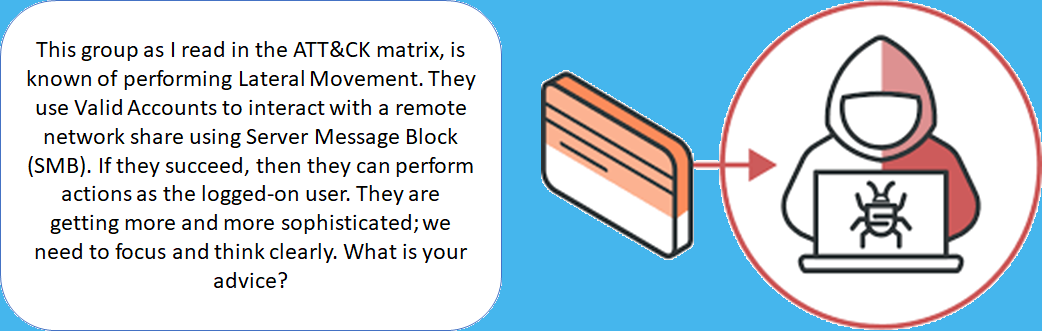 This group as I read in the ATT&CK matrix, is
known of performing Lateral Movement. They
use Valid Accounts to interact with a remote
network share using Server Message Block
(SMB). If they succeed, then they can perform
actions as the logged-on user. They are
getting more and more sophisticated; we
need to focus and think clearly. What is your
advice?